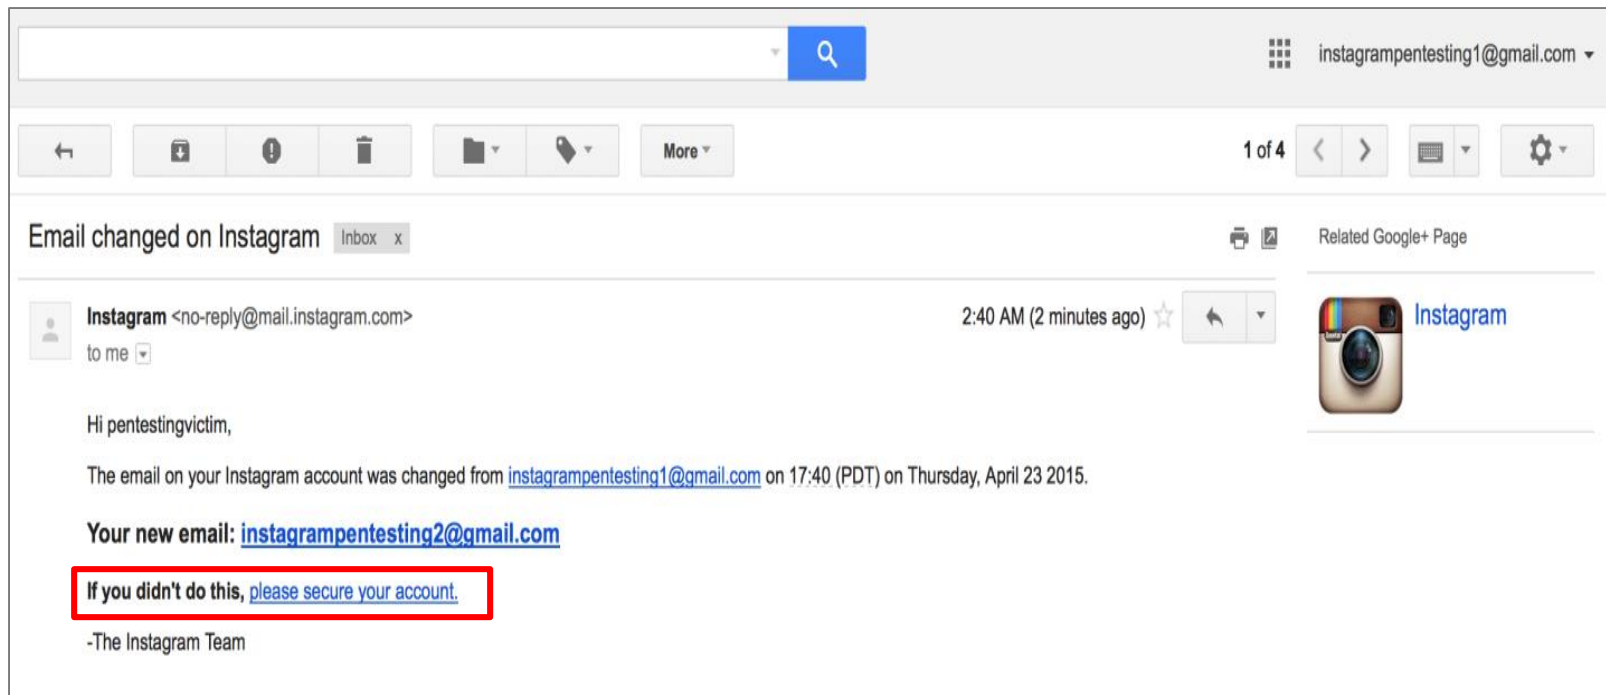 instagrampentesting1@gmail.com
More
1 of 4
Email changed on Instagram Inbox x
Related Google+ Page
Instagram <no-reply@mail.instagram.com>
2:40 AM (2 minutes ago)
Instagram
to me
Hi pentestingvictim,
The email on your Instagram account was changed from instagrampentesting1@gmail.com on 17:40 (PDT) on Thursday, April 23 2015.
Your new email: instagrampentesting2@gmail.com
If you didn't do this, please secure your account.
-The Instagram Team